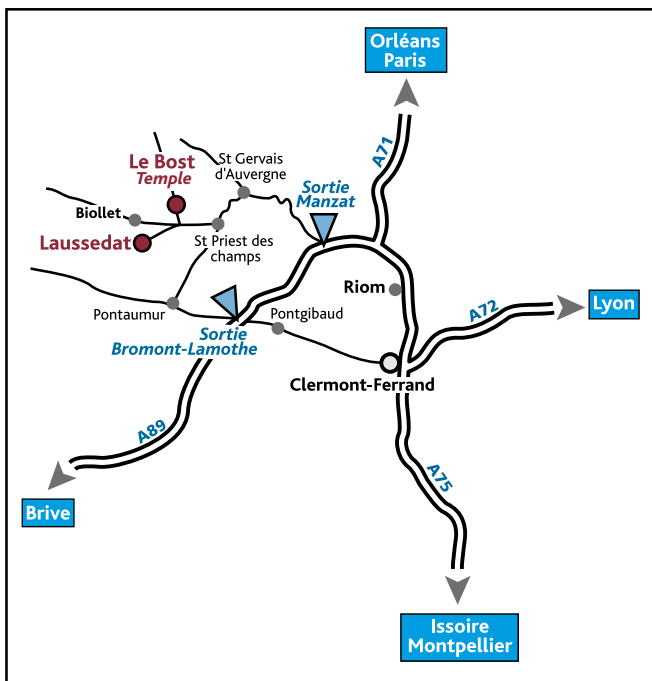 Orléans
Paris
A71
Le Bost
Temple
St Gervais
d'Auvergne
Sortie
Manzat
Biollet
Laussedat
St Priest des
champs
Riom
A72
Lyon
Pontaumur
Pontgibaud
Sortie
Bromont-Lamothe
Clermont-Ferrand
A89
A75
Brive
Issoire
Montpellier